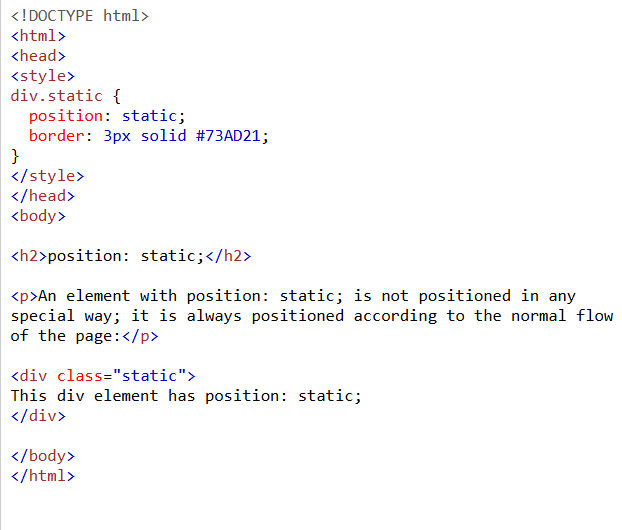 <!DOCTYPE html>
<html>
<head>
<style>
div.static {
  position: static;
  border: 3px solid #73AD21;
}
</style>
</head>
<body>

<h2>position: static;</h2>

<p>An element with position: static; is not positioned in any
special way; it is always positioned according to the normal flow
of the page:</p>

<div class="static">
This div element has position: static;
</div>

</body>
</html>